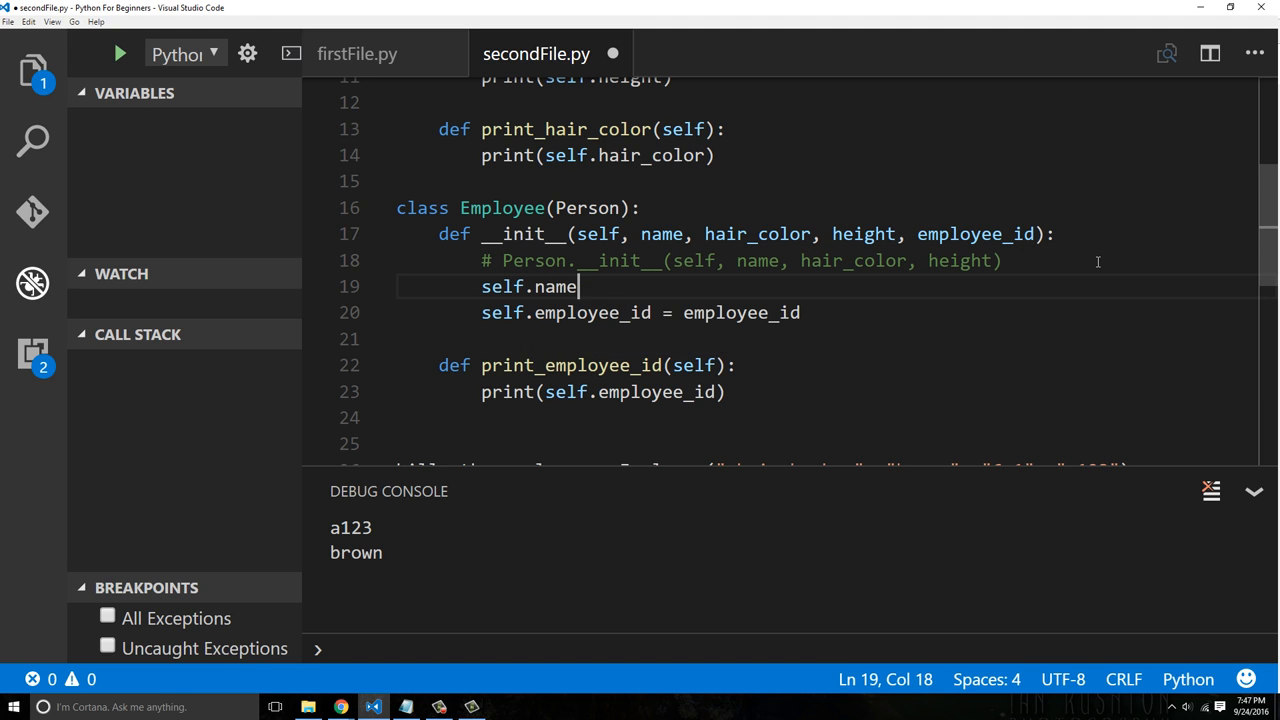 ● secondFile.py - Python For Beginners - Visual Studio Code
File Edit View Go Help
Pythor firstFile.py secondFile.py
1
VARIABLES
WATCH
CALL STACK
2
BREAKPOINTS
All Exceptions
Uncaught Exceptions
11 print(self.height)
12
13 def print_hair_color(self):
14 print(self.hair_color)
15
16 class Employee(Person):
17 def __init__(self, name, hair_color, height, employee_id):
18 # Person.__init__(self, name, hair_color, height)
19 self.name
20 self.employee_id = employee_id
21
22 def print_employee_id(self):
23 print(self.employee_id)
24
25
DEBUG CONSOLE
a123
brown
0 0 Ln 19, Col 18 Spaces: 4 UTF-8 CRLF Python
I'm Cortana. Ask me anything.
7:47 PM
9/24/2016